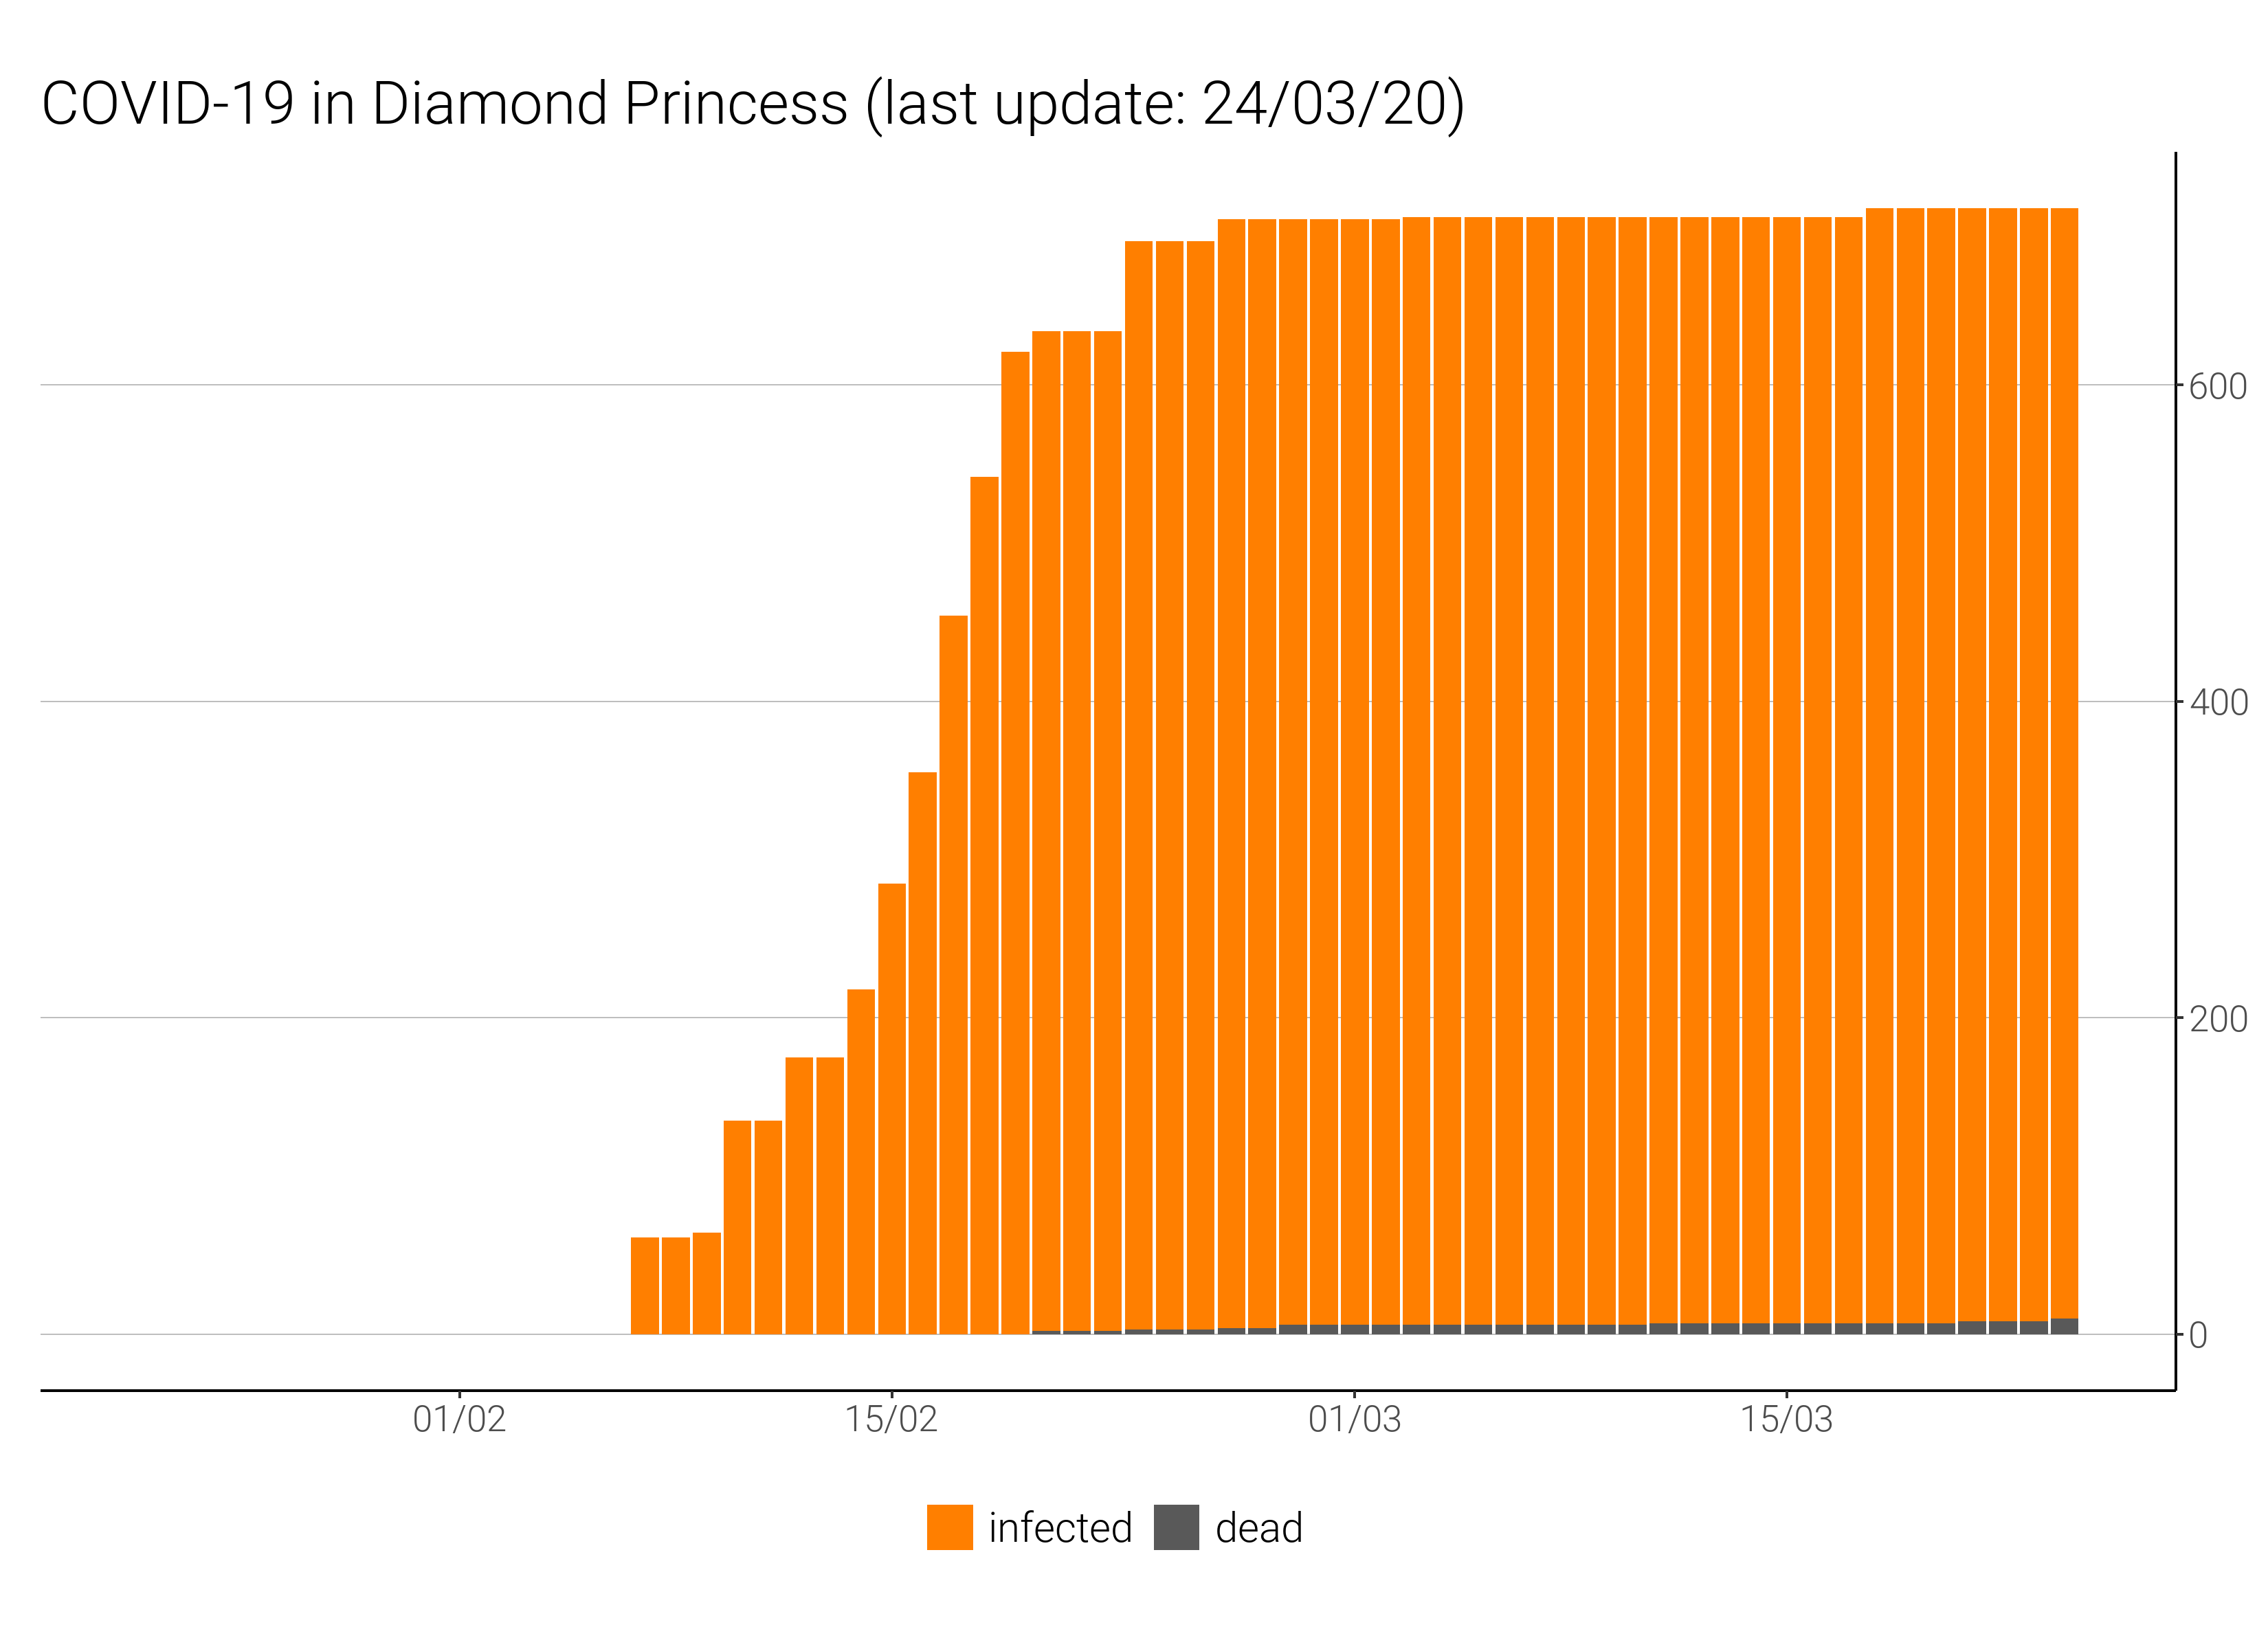 COVID-19 in Diamond Princess (last update: 24/03/20)
600
400
200
0
01/02 15/02 01/03 15/03
infected dead